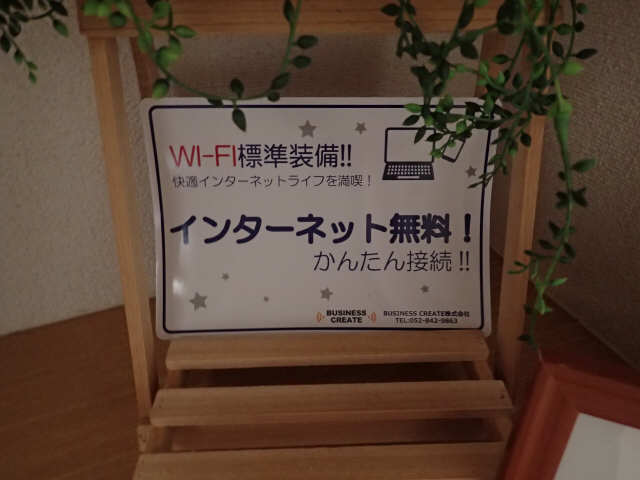 WI-FI標準装備!!
快適インターネットライフを満喫!
インターネット無料!
かんたん接続!!
BUSINESS CREATE
BUSINESS CREATE株式会社
TEL:052-842-9863